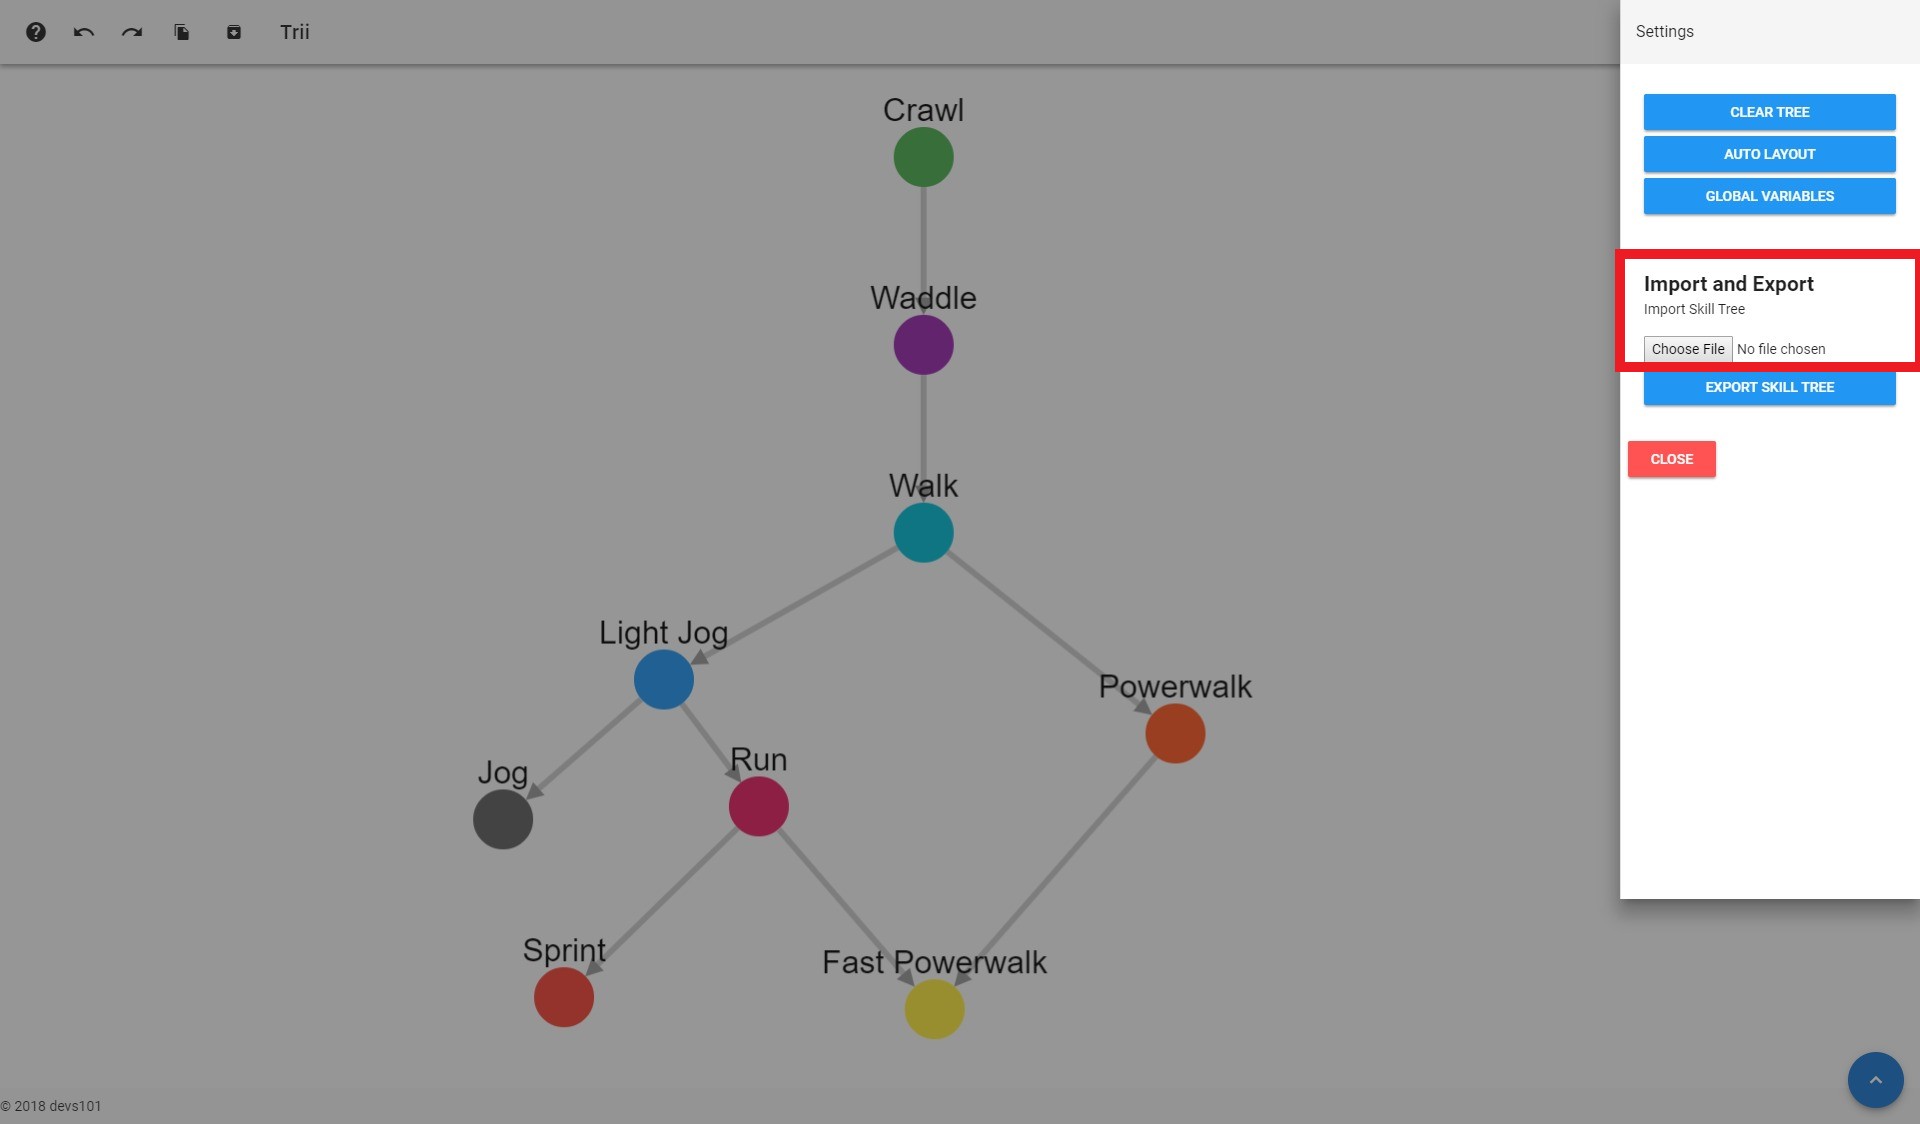 Trii
Settings
CLEAR TREE
AUTO LAYOUT
GLOBAL VARIABLES
Import and Export
Import Skill Tree
Choose File No file chosen
EXPORT SKILL TREE
CLOSE
Crawl
Waddle
Walk
Light Jog
Powerwalk
Jog
Run
Sprint
Fast Powerwalk
© 2018 devs101